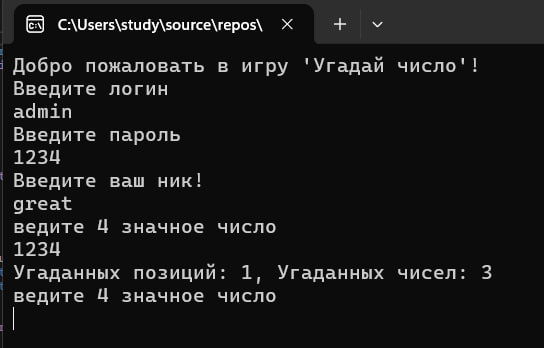 C:\Users\study\source\repos\
Добро пожаловать в игру 'Угадай число'!
Введите логин
admin
Введите пароль
1234
Введите ваш ник!
great
ведите 4 значное число
1234
Угаданных позиций: 1, Угаданных чисел: 3
ведите 4 значное число